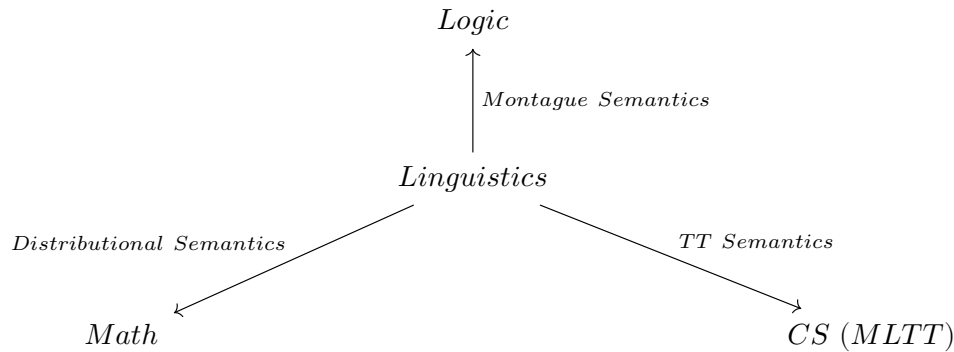 Logic
Montague Semantics
Linguistics
Distributional Semantics
TT Semantics
Math
CS (MLTT)